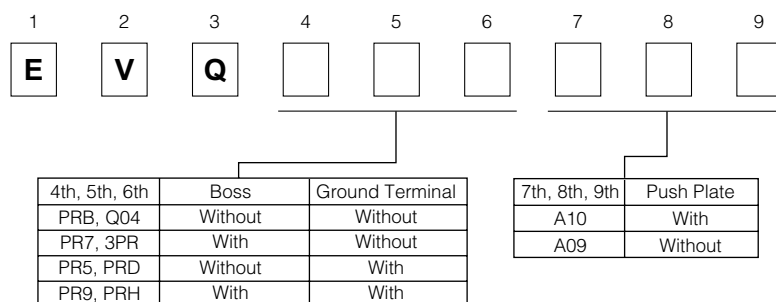 1 2 3 4 5 6 7 8 9
E V Q
4th, 5th, 6th Boss Ground Terminal
PRB, Q04 Without Without
PR7, 3PR With Without
PR5, PRD Without With
PR9, PRH With With
7th, 8th, 9th Push Plate
A10 With
A09 Without